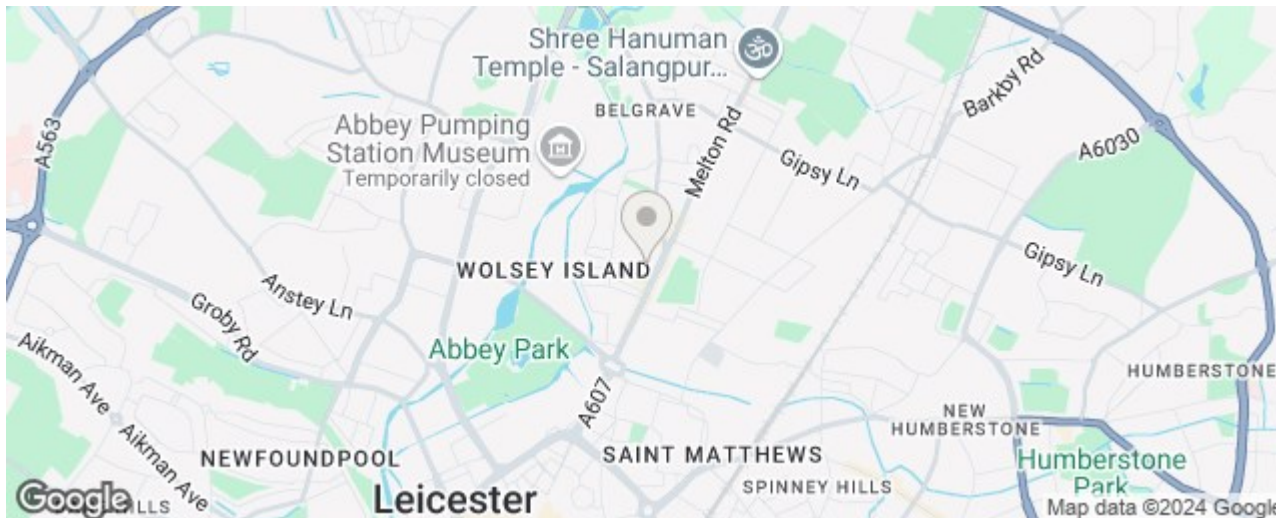 Shree Hanuman
Temple - Salangpur...
BELGRAVE
Barkby Rd
A563
Abbey Pumping
Station Museum
Temporarily closed
Melton Rd
Gipsy Ln
A6030
WOLSEY ISLAND
Gipsy Ln
Anstey Ln
Groby Rd
Abbey Park
Aikman Ave
HUMBERSTONE
A607
NEW
HUMBERSTONE
Aikman Ave
NEWFOUNDPOOL
SAINT MATTHEWS
Humberstone
Park
SPINNEY HILLS
Google
ILLS
Leicester
Map data ©2024 Google